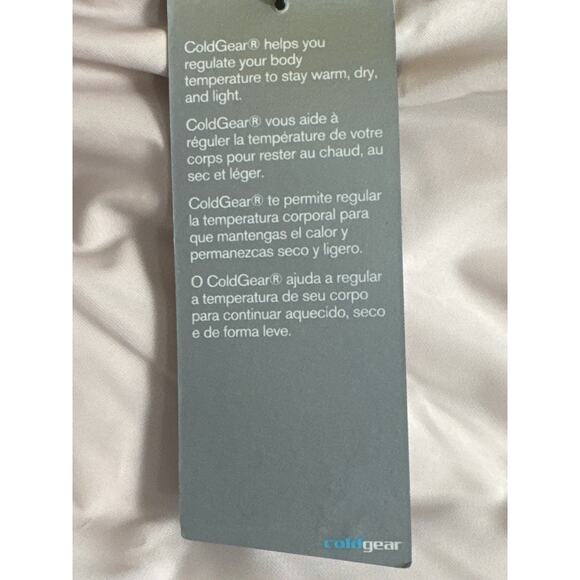 ColdGear® helps you
regulate your body
temperature to stay warm, dry,
and light.
ColdGear® vous aide à
réguler la température de votre
corps pour rester au chaud, au
sec et léger.
ColdGear® te permite regular
la temperatura corporal para
que mantengas el calor y
permanezcas seco y ligero.
O ColdGear® ajuda a regular
a temperatura de seu corpo
para continuar aquecido, seco
e de forma leve.
coldgear